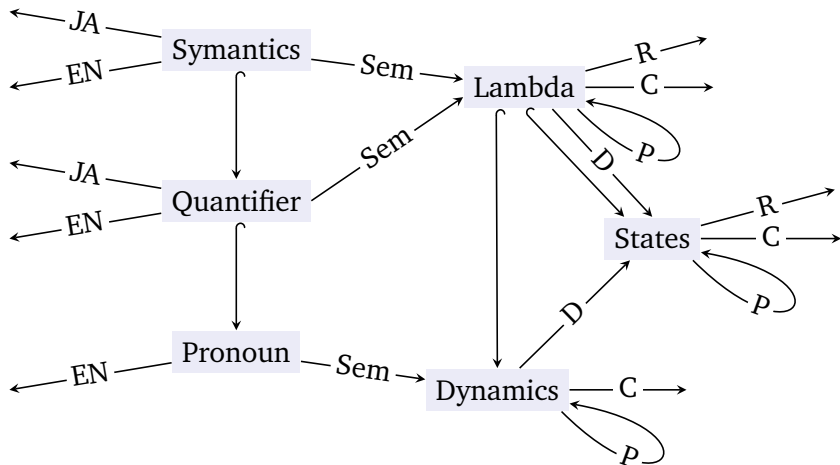 JA
Symantics
EN
Sem
Lambda
R
C
P
Sem
D
JA
Quantifier
EN
States
R
C
P
D
Pronoun
EN
Sem
Dynamics
C
P